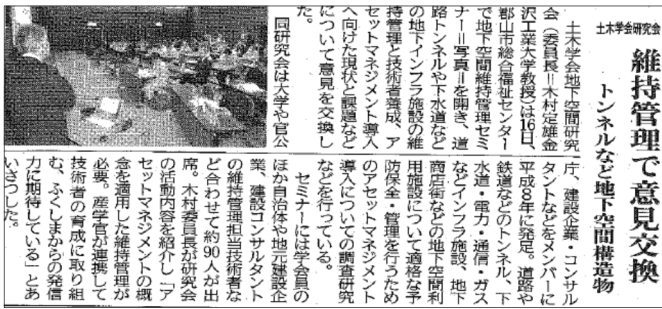 土木学会研究会
維持管理で意見交換
トンネルなど地下空間構造物
土木学会地下空間研究
会（委員長＝木村定雄金
沢工業大学教授）は16日、
郡山市総合福祉センター
で地下空間維持管理セミ
ナー＝写真＝を開き、道
路トンネルや下水道など
の地下インフラ施設の維
持管理と技術者養成、ア
セットマネジメント導入
へ向けた現状と課題など
について意見を交換し
た。
同研究会は大学や官公
庁、建設企業・コンサル
タントなどをメンバーに
平成6年に発足。道路や
鉄道などのトンネル、下
水道・電力・通信・ガス
などインフラ施設、地下
商店街などの地下空間利
用施設について適格な予
防保全・管理を行うため
のアセットマネジメント
導入についての調査研究
などを行っている。
セミナーには学会員の
ほか自治体や地元建設企
業、建設コンサルタント
の維持管理担当技術者な
ど合わせて約90人が出
席。木村委員長が研究会
の活動内容を紹介し「ア
セットマネジメントの概
念を適用した維持管理が
必要。産学官が連携して
技術者の育成に取り組
む、ふくしまからの発信
力に期待している」とあ
いさつした。